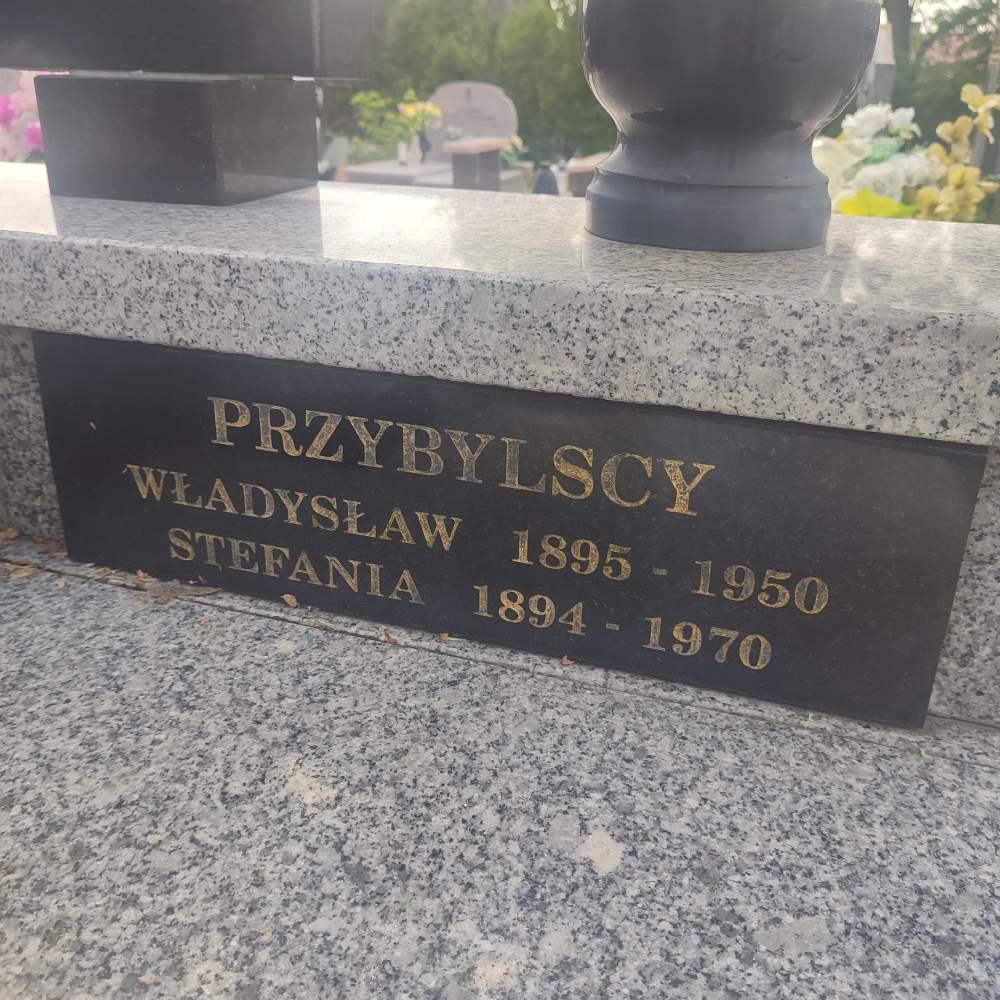 PRZYBYLSCY
WŁADYSŁAW 1895 - 1950
STEFANIA 1894 - 1970